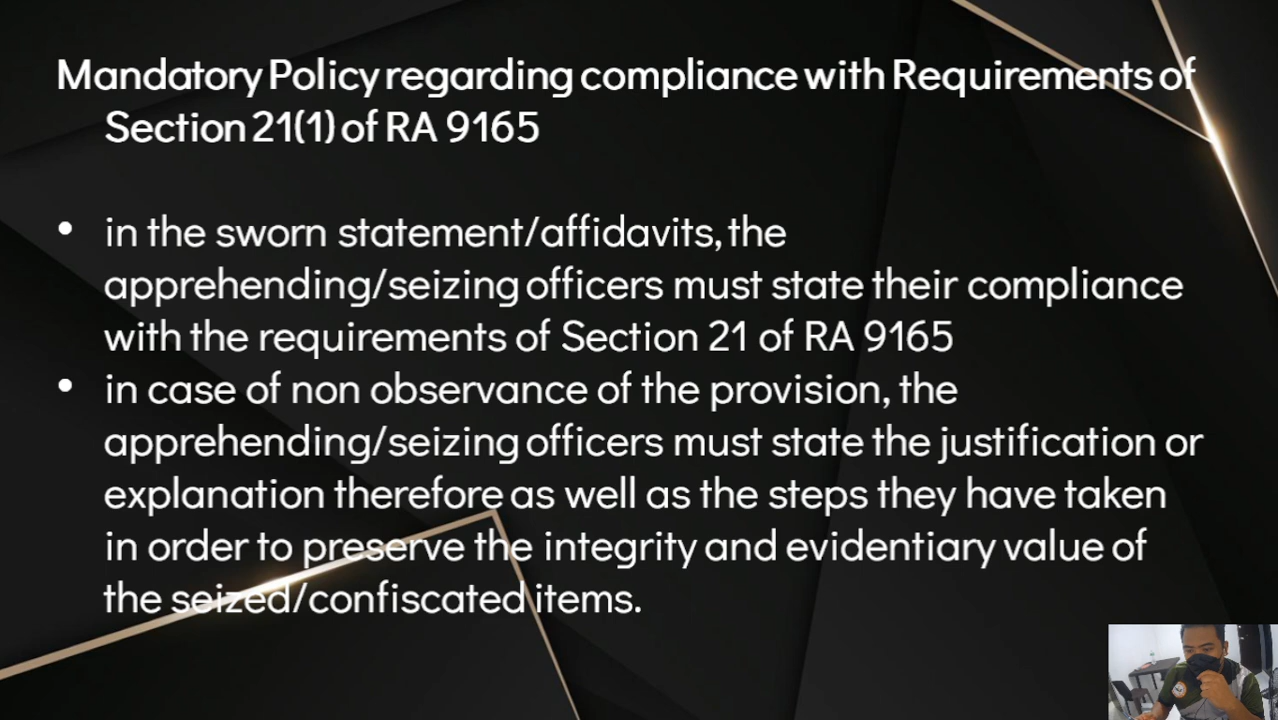 Mandatory Policy regarding compliance with Requirements of
Section 21(1) of RA 9165
• in the sworn statement/affidavits, the
apprehending/seizing officers must state their compliance
with the requirements of Section 21 of RA 9165
• in case of non observance of the provision, the
apprehending/seizing officers must state the justification or
explanation therefore as well as the steps they have taken
in order to preserve the integrity and evidentiary value of
the seized/confiscated items.